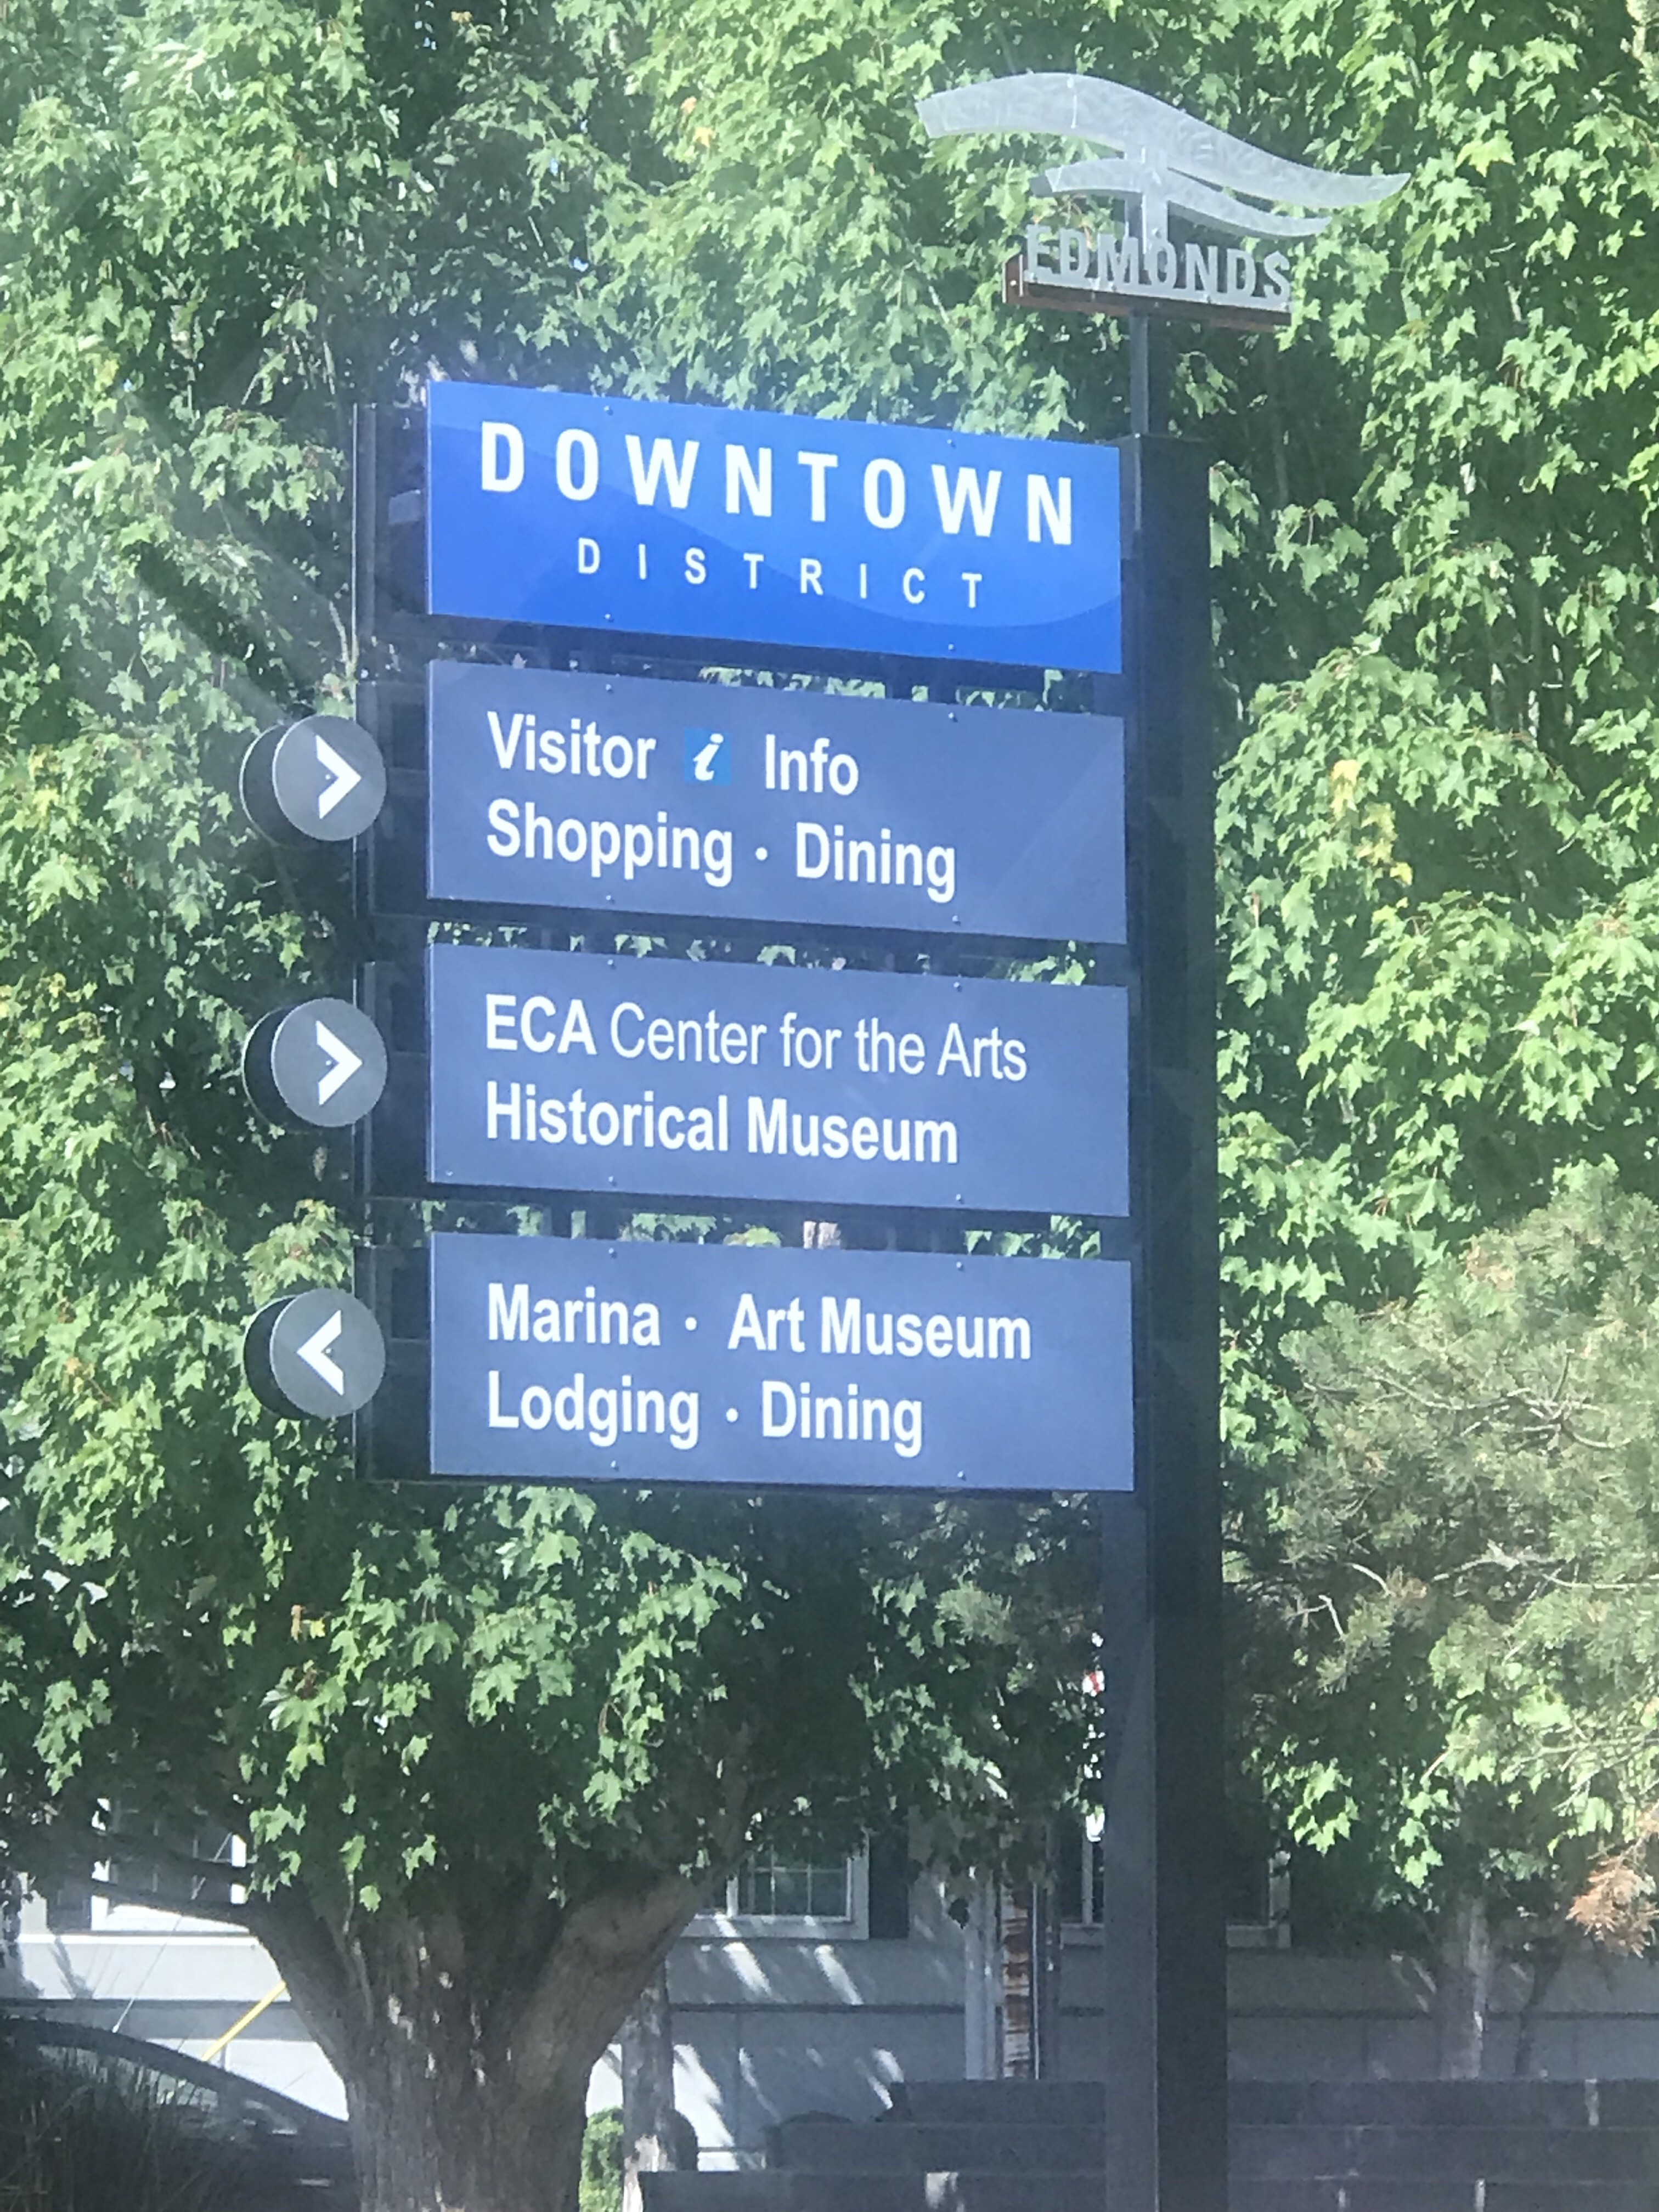 EDMONDS
DOWNTOWN
DISTRICT
Visitor i Info
Shopping · Dining
ECA Center for the Arts
Historical Museum
Marina · Art Museum
Lodging · Dining